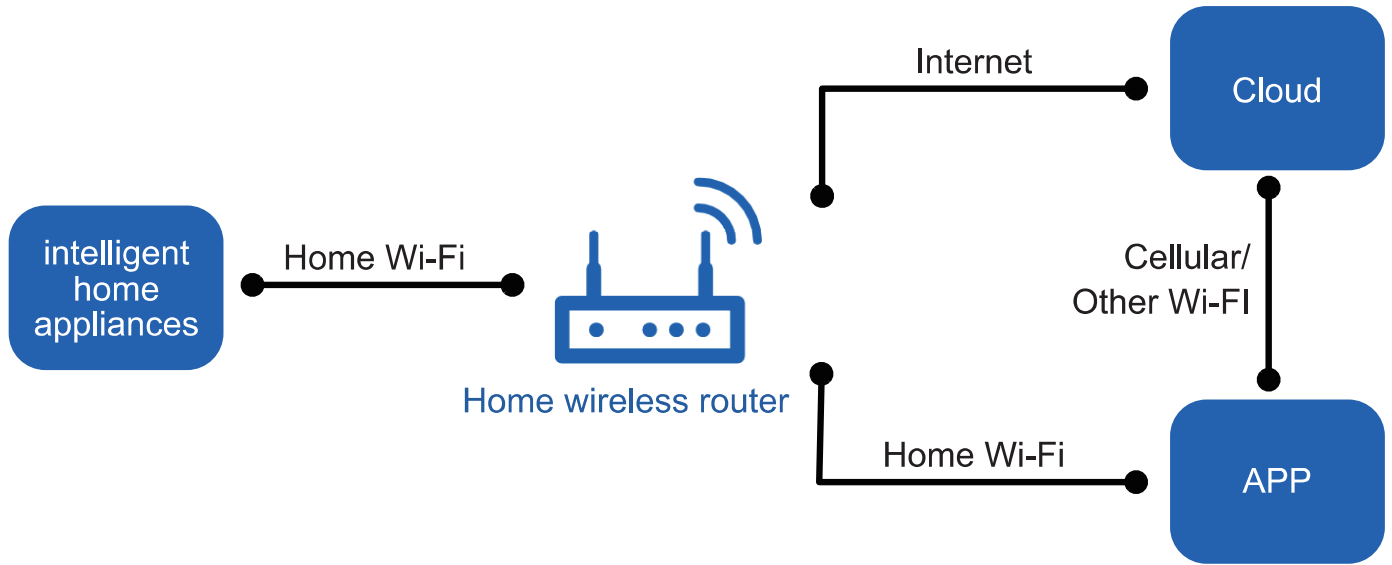 Internet
Cloud
intelligent
home
appliances
Home Wi-Fi
Cellular/
Other Wi-FI
Home wireless router
Home Wi-Fi
APP